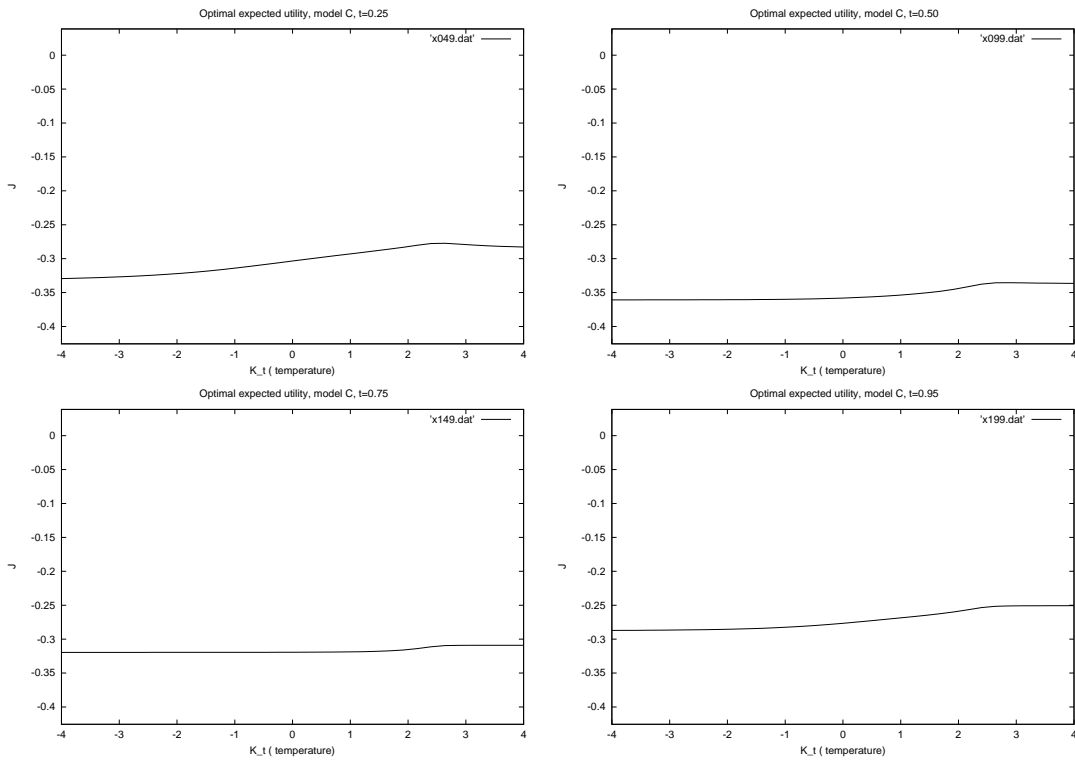 Optimal expected utility, model C, t=0.25
'x049.dat'
0
-0.05
-0.1
-0.15
-0.2
-0.25
-0.3
-0.35
-0.4
J
-4 -3 -2 -1 0 1 2 3 4
K_t ( temperature)
Optimal expected utility, model C, t=0.50
'x099.dat'
0
-0.05
-0.1
-0.15
-0.2
-0.25
-0.3
-0.35
-0.4
J
-4 -3 -2 -1 0 1 2 3 4
K_t ( temperature)
Optimal expected utility, model C, t=0.75
'x149.dat'
0
-0.05
-0.1
-0.15
-0.2
-0.25
-0.3
-0.35
-0.4
J
-4 -3 -2 -1 0 1 2 3 4
K_t ( temperature)
Optimal expected utility, model C, t=0.95
'x199.dat'
0
-0.05
-0.1
-0.15
-0.2
-0.25
-0.3
-0.35
-0.4
J
-4 -3 -2 -1 0 1 2 3 4
K_t ( temperature)